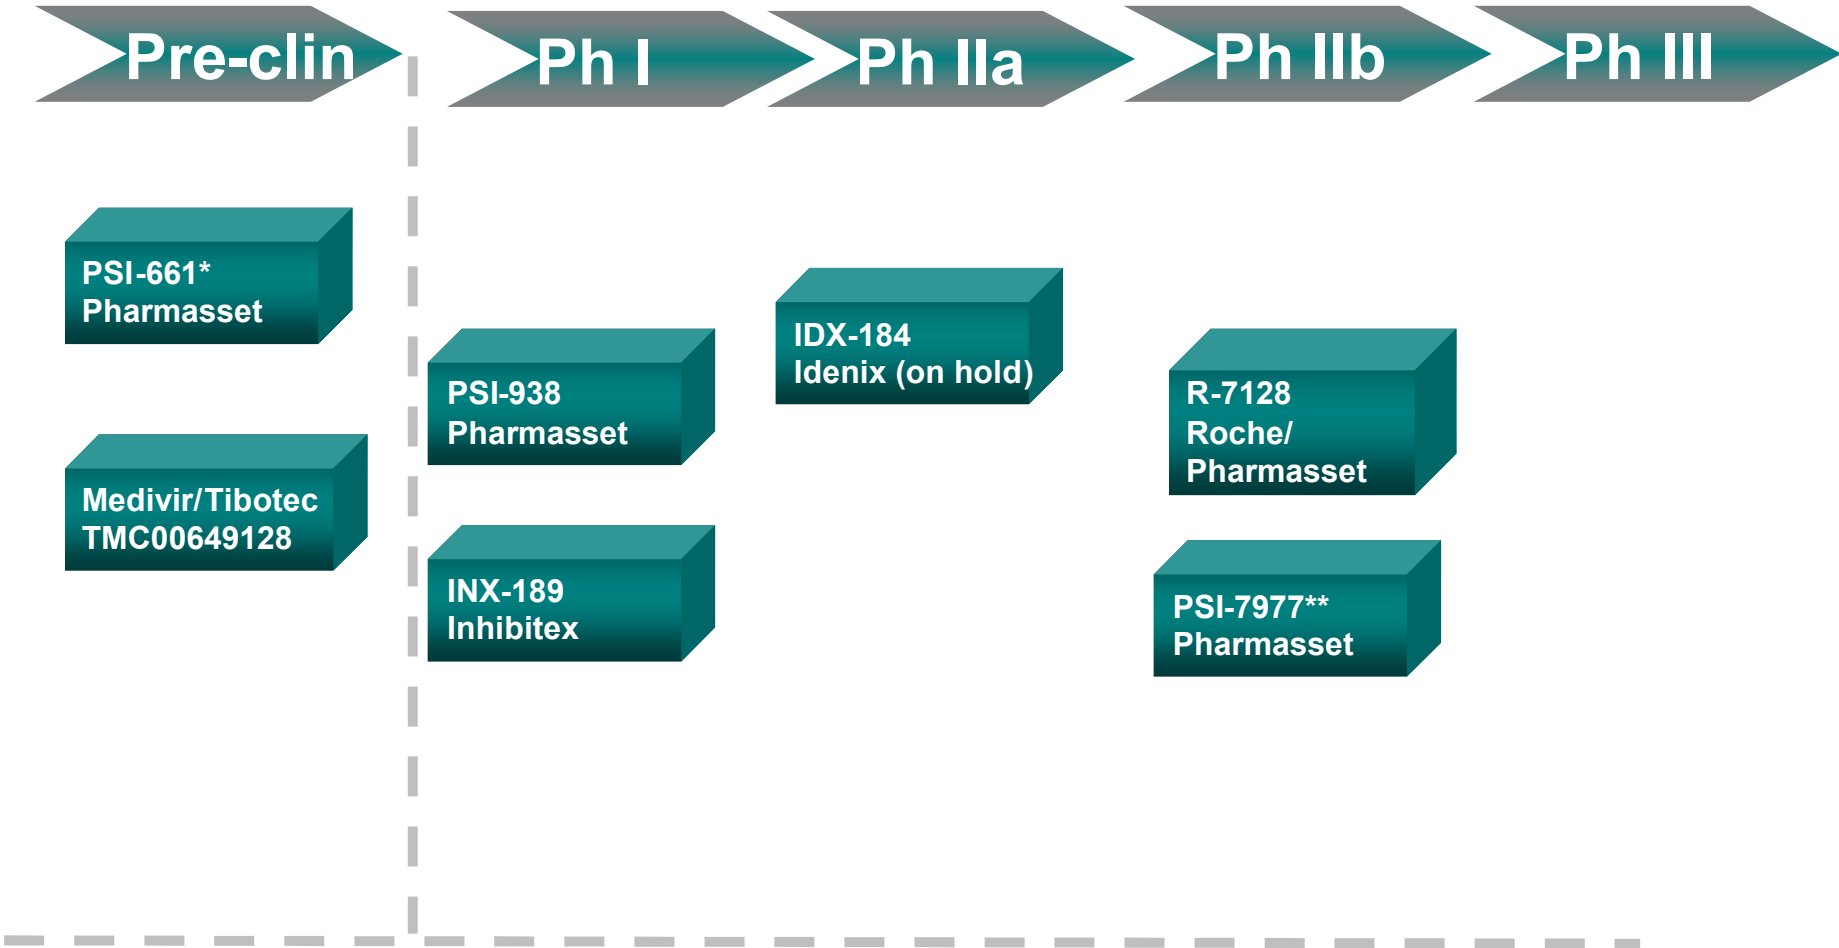 Pre-clin
Ph I
Ph IIa
Ph IIb
Ph III
PSI-661*
Pharmasset
Medivir/Tibotec
TMC00649128
PSI-938
Pharmasset
INX-189
Inhibitex
IDX-184
Idenix (on hold)
R-7128
Roche/
Pharmasset
PSI-7977**
Pharmasset